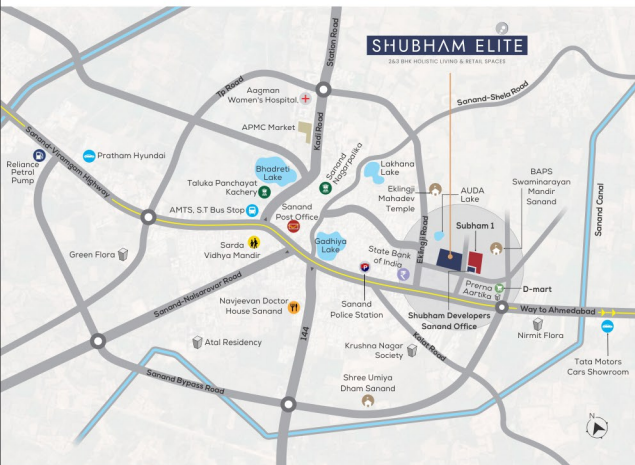 SHUBHAM ELITE
2&3 BHK HOLISTIC LIVING & RETAIL SPACES
Station Road
Tp Road
Aagman
Women's Hospital.
APMC Market
Kadi Road
Sanand-Shela Road
Sanand-Viramgam Highway
Reliance
Petrol
Pump
Pratham Hyundai
Bhadreti
Lake
Taluka Panchayat
Kachery
AMTS, S.T Bus Stop
Sanand
Post Office
Sanand
Nagarpalika
Lakhana
Lake
Eklingji
Mahadev
Temple
AUDA
Lake
BAPS
Swaminarayan
Mandir
Sanand
Sanand Canal
Green Flora
Sarda
Vidhya Mandir
Gadhiya
Lake
State Bank
of India
Eklingji Road
Subham 1
Prerna
Aartika
D-mart
Way to Ahmedabad
Sanand-Nalsarovar Road
Navjeevan Doctor
House Sanand
Sanand
Police Station
P
Shubham Developers
Sanand Office
Nirmit Flora
Tata Motors
Cars Showroom
Atal Residency
144
Krushna Nagar
Society
Kolat Road
Sanand Bypass Road
Shree Umiya
Dham Sanand
N